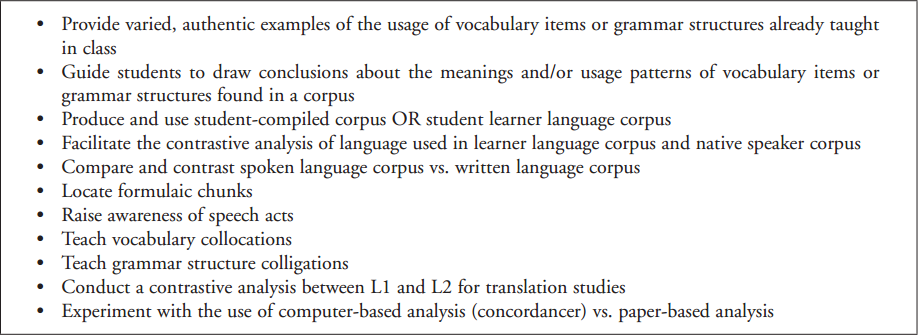 • Provide varied, authentic examples of the usage of vocabulary items or grammar structures already taught
in class
• Guide students to draw conclusions about the meanings and/or usage patterns of vocabulary items or
grammar structures found in a corpus
• Produce and use student-compiled corpus OR student learner language corpus
• Facilitate the contrastive analysis of language used in learner language corpus and native speaker corpus
• Compare and contrast spoken language corpus vs. written language corpus
• Locate formulaic chunks
• Raise awareness of speech acts
• Teach vocabulary collocations
• Teach grammar structure colligations
• Conduct a contrastive analysis between L1 and L2 for translation studies
• Experiment with the use of computer-based analysis (concordancer) vs. paper-based analysis